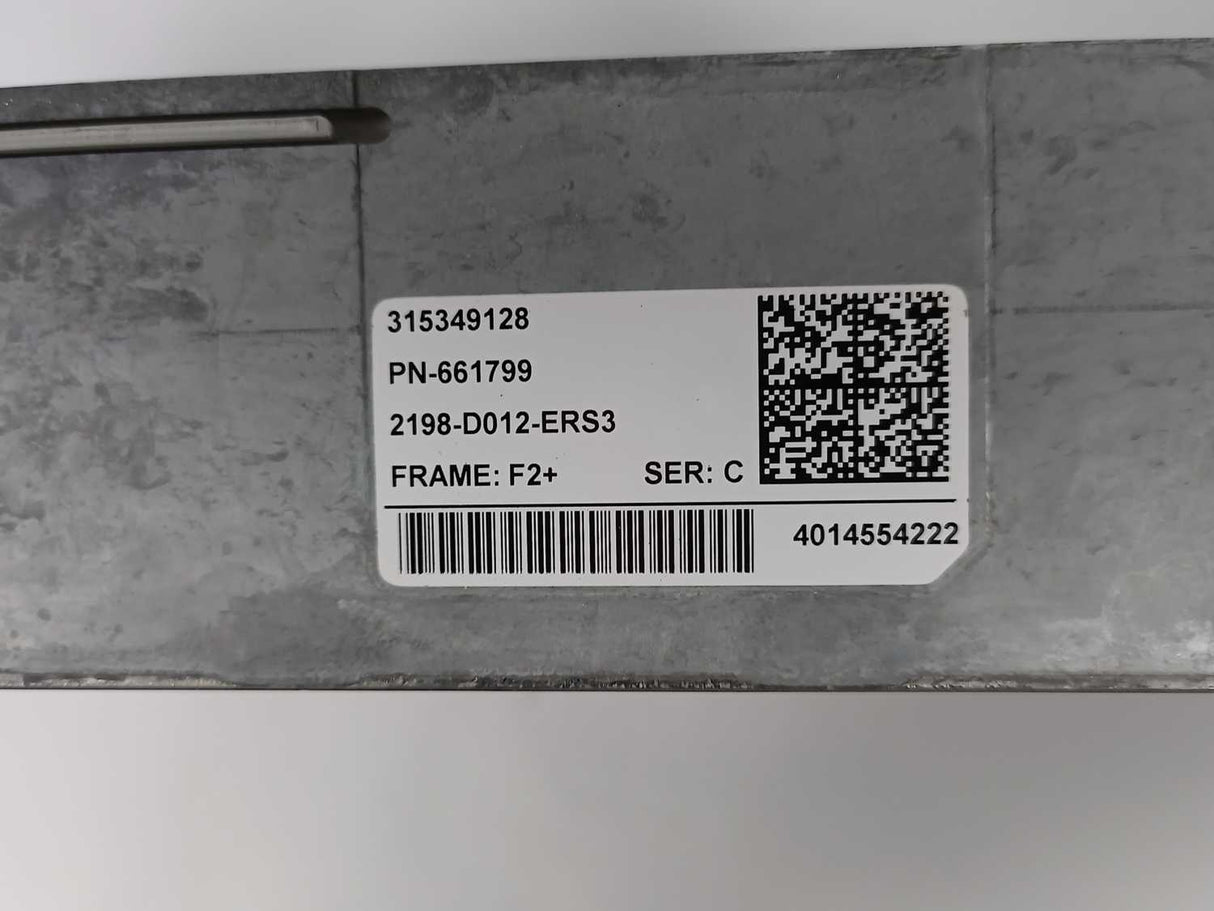 315349128
PN-661799
2198-D012-ERS3
FRAME: F2+ SER: C
4014554222